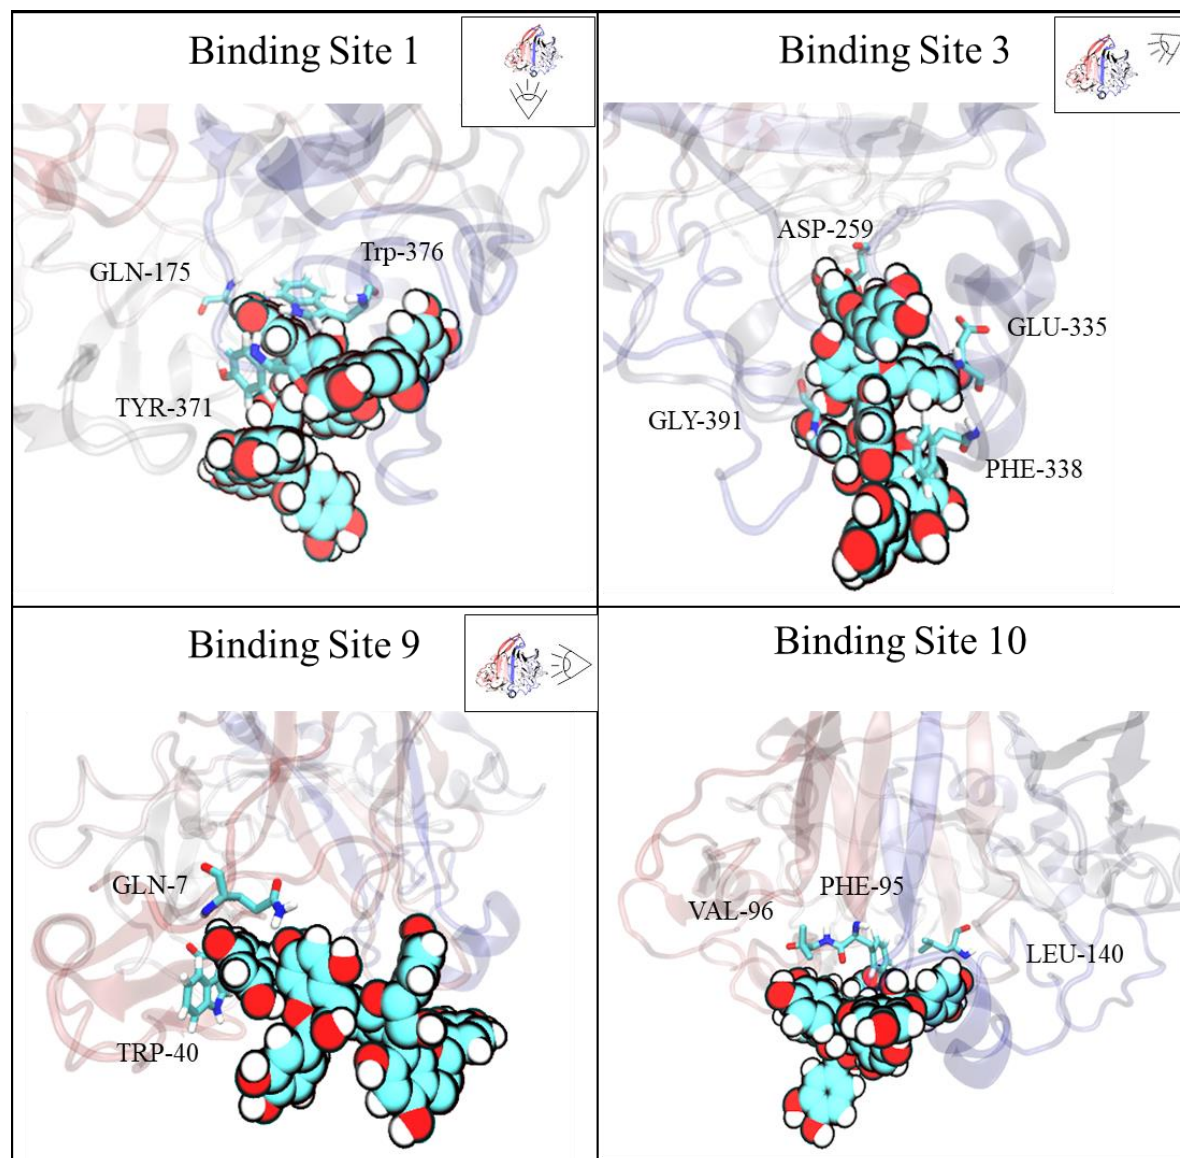 Binding Site 1
GLN-175
Trp-376
TYR-371
Binding Site 3
ASP-259
GLU-335
GLY-391
PHE-338
Binding Site 9
GLN-7
TRP-40
Binding Site 10
PHE-95
VAL-96
LEU-140